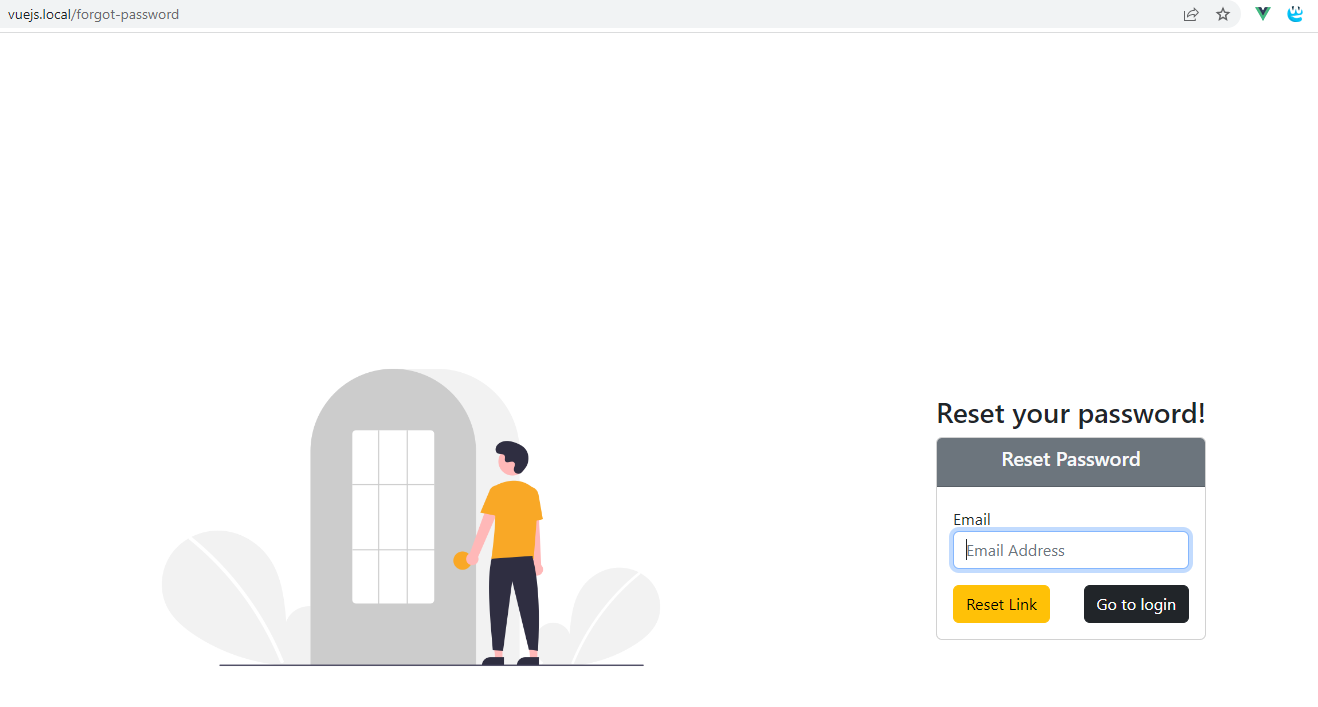 vuejs.local/forgot-password
Reset your password!
Reset Password
Email
Email Address
Reset Link
Go to login